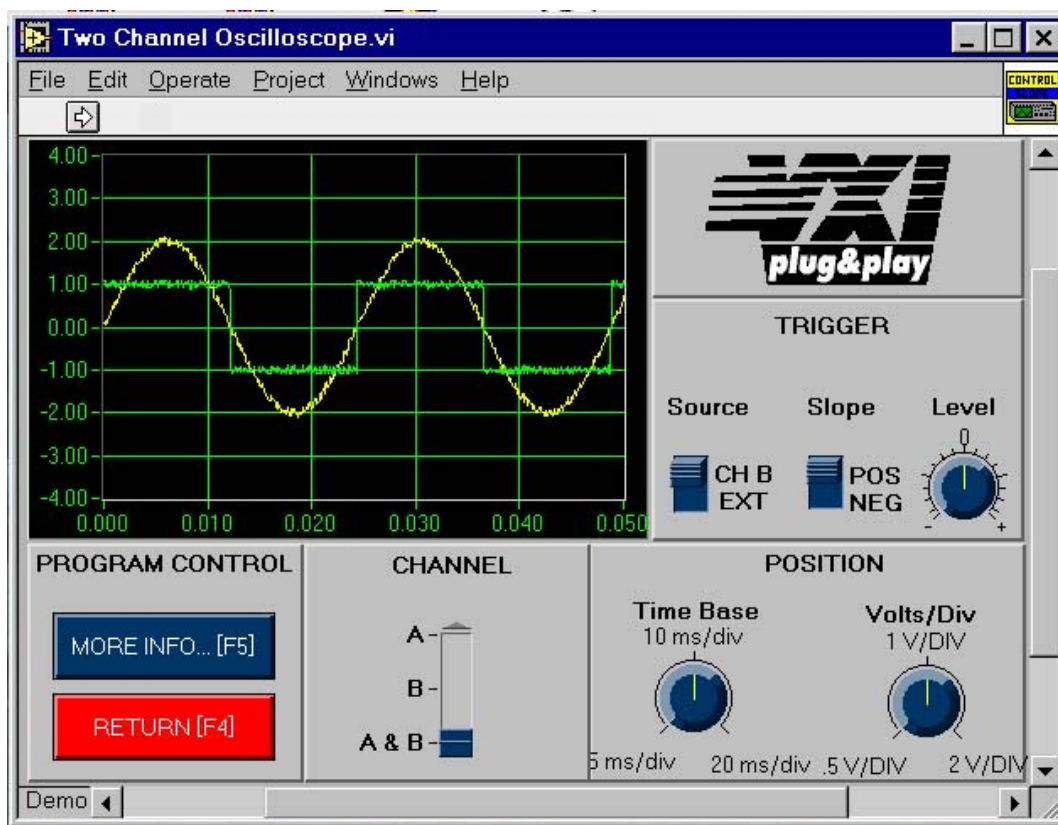 Two Channel Oscilloscope.vi
File Edit Operate Project Windows Help
CONTROL
4.00
3.00
2.00
1.00
0.00
-1.00
-2.00
-3.00
-4.00
0.000 0.010 0.020 0.030 0.040 0.050
VXI
plug&play
TRIGGER
Source Slope Level
0
CH B
EXT
POS
NEG
- +
PROGRAM CONTROL
MORE INFO... [F5]
RETURN [F4]
CHANNEL
A
B
A & B
POSITION
Time Base Volts/Div
10 ms/div 1 V/DIV
5 ms/div 20 ms/div .5 V/DIV 2 V/DIV
Demo